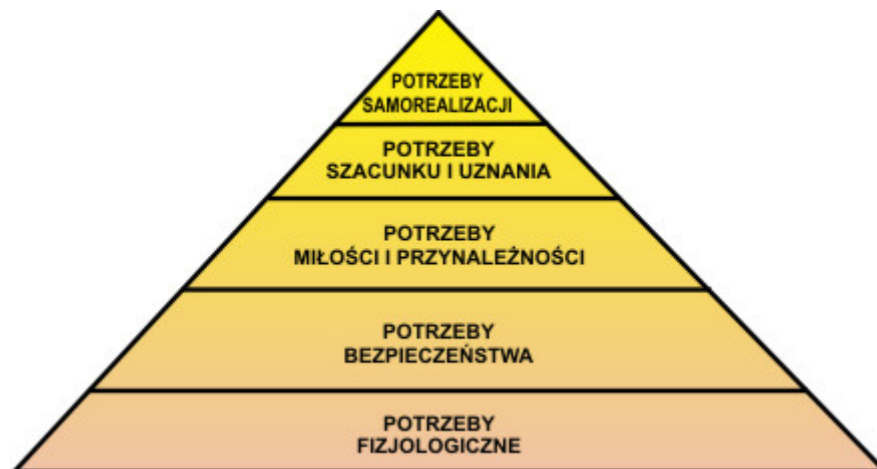 POTRZEBY
SAMOREALIZACJI
POTRZEBY
SZACUNKU I UZNANIA
POTRZEBY
MIŁOŚCI I PRZYNALEŻNOŚCI
POTRZEBY
BEZPIECZEŃSTWA
POTRZEBY
FIZJOLOGICZNE